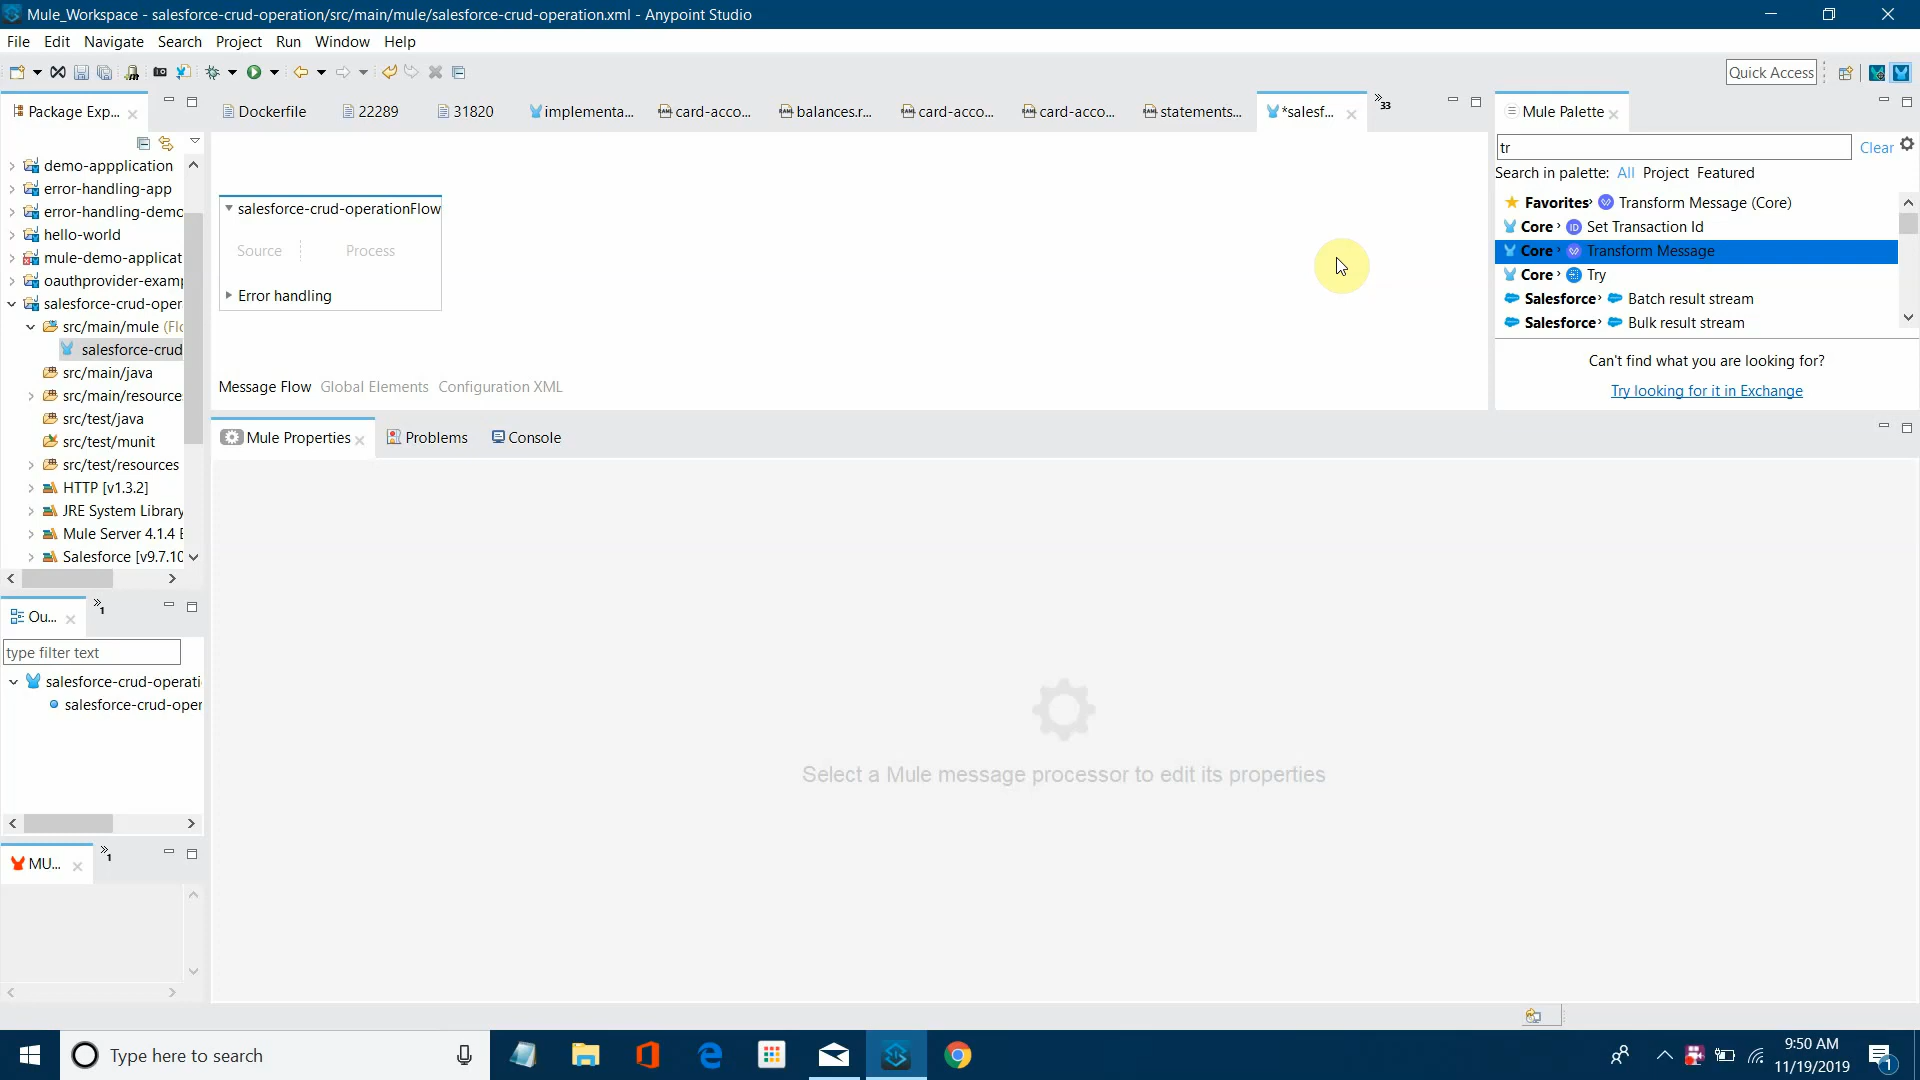 Mule_Workspace - salesforce-crud-operation/src/main/mule/salesforce-crud-operation.xml - Anypoint Studio
File Edit Navigate Search Project Run Window Help
Quick Access
Package Exp...
Dockerfile 22289 31820 implementa... card-acco... balances.r... card-acco... card-acco... statements... *salesf... »33
Mule Palette
demo-appplication
error-handling-app
error-handling-demo
hello-world
mule-demo-applicat
oauthprovider-examp
salesforce-crud-oper
src/main/mule (Flo
salesforce-crud
src/main/java
src/main/resource
src/test/java
src/test/munit
src/test/resources
HTTP [v1.3.2]
JRE System Library
Mule Server 4.1.4 E
Salesforce [v9.7.10
Ou... »1
type filter text
salesforce-crud-operati
salesforce-crud-oper
MU... »1
salesforce-crud-operationFlow
Source Process
Error handling
Message Flow Global Elements Configuration XML
tr Clear
Search in palette: All Project Featured
Favorites› Transform Message (Core)
Core› ID Set Transaction Id
Core› Transform Message
Core› Try
Salesforce› Batch result stream
Salesforce› Bulk result stream
Can't find what you are looking for?
Try looking for it in Exchange
Mule Properties Problems Console
Select a Mule message processor to edit its properties
Type here to search
9:50 AM
11/19/2019
1